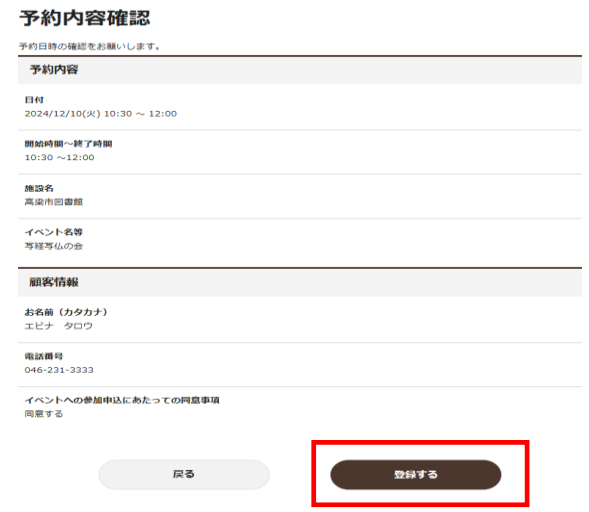 予約内容確認
予約日時の確認をお願いします。
予約内容
日付
2024/12/10(火) 10:30 ～ 12:00
開始時間～終了時間
10:30 ～12:00
施設名
高梁市図書館
イベント名等
写経写仏の会
顧客情報
お名前（カタカナ）
エビナ　タロウ
電話番号
046-231-3333
イベントへの参加申込にあたっての同意事項
同意する
戻る
登録する